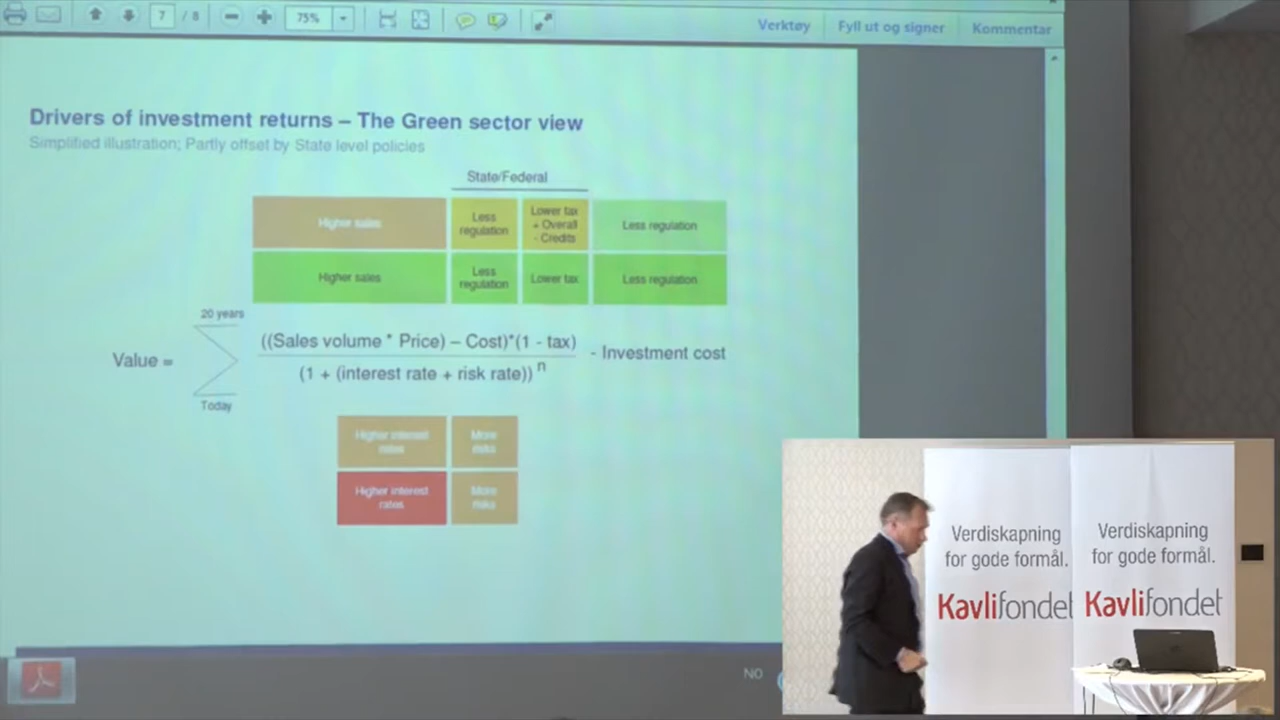 7 / 8
75%
Verktøy
Fyll ut og signer
Kommentar
Drivers of investment returns – The Green sector view
Simplified illustration; Partly offset by State level policies
State/Federal
Higher sales
Less
regulation
Lower tax
+ Overall
- Credits
Less regulation
Higher sales
Less
regulation
Lower tax
Less regulation
20 years
Value =
((Sales volume * Price) – Cost)*(1 - tax)
(1 + (interest rate + risk rate)) n
- Investment cost
Today
Higher interest
rates
More
risks
Higher interest
rates
More
risks
NO
Verdiskapning
for gode formål.
Kavlifondet
Verdiskapning
for gode formål.
Kavlifondet